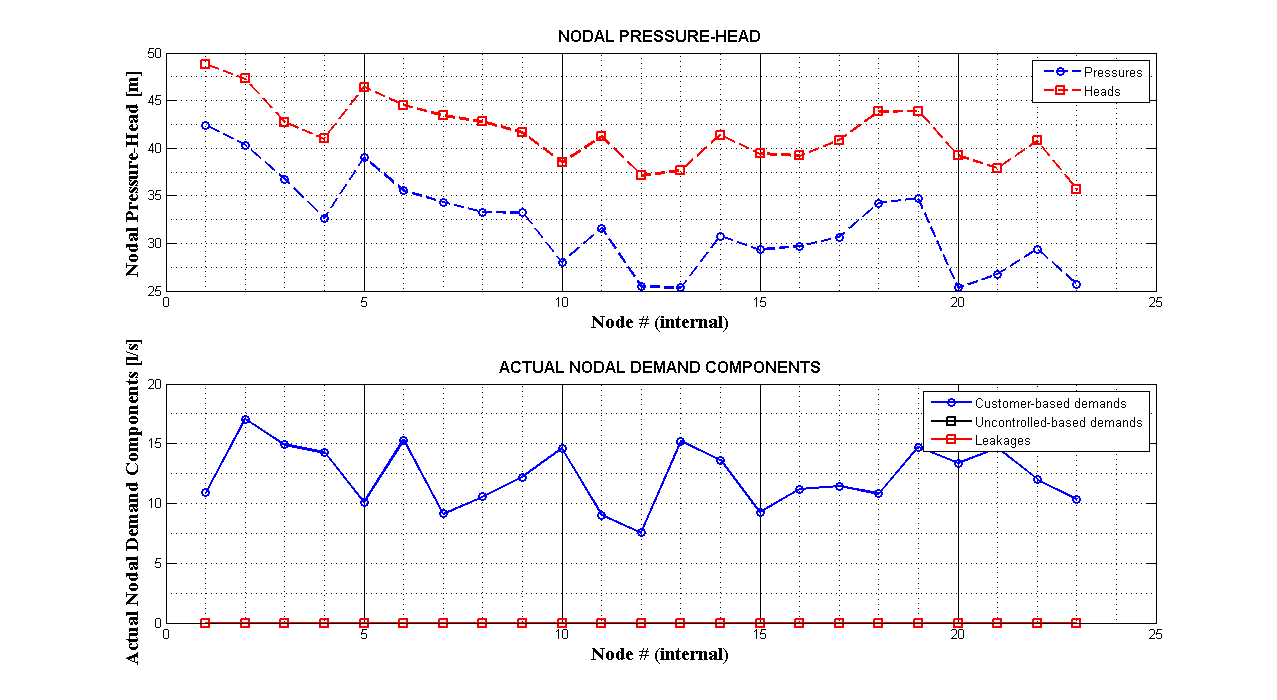 NODAL PRESSURE-HEAD
Nodal Pressure-Head [m]
50
45
40
35
30
25
Pressures
Heads
0 5 10 15 20 25
Node # (internal)
ACTUAL NODAL DEMAND COMPONENTS
Actual Nodal Demand Components [l/s]
20
15
10
5
0
Customer-based demands
Uncontrolled-based demands
Leakages
0 5 10 15 20 25
Node # (internal)